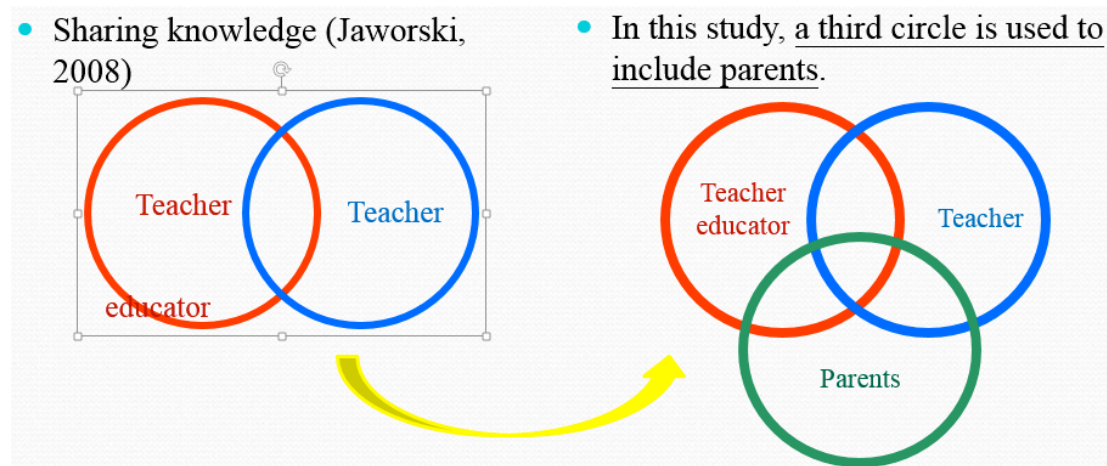 Sharing knowledge (Jaworski,
2008)
Teacher
educator
Teacher
In this study, a third circle is used to
include parents.
Teacher
educator
Teacher
Parents